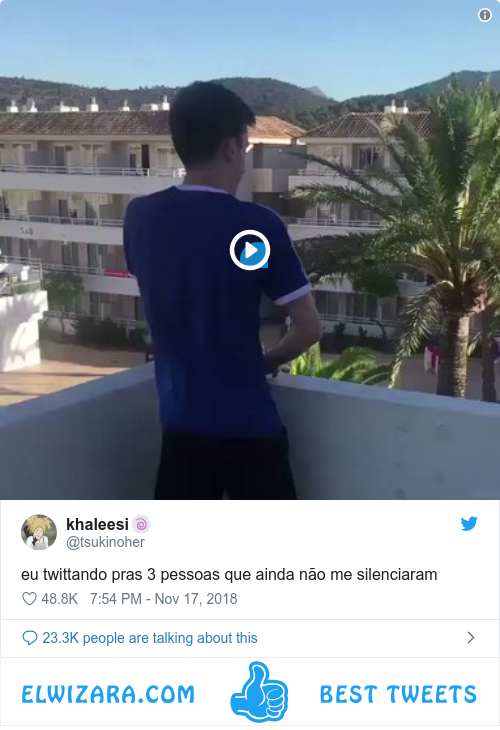 khaleesi🍥
@tsukinoher
eu twittando pras 3 pessoas que ainda não me silenciaram
48.8K 7:54 PM - Nov 17, 2018
23.3K people are talking about this
ELWIZARA.COM BEST TWEETS